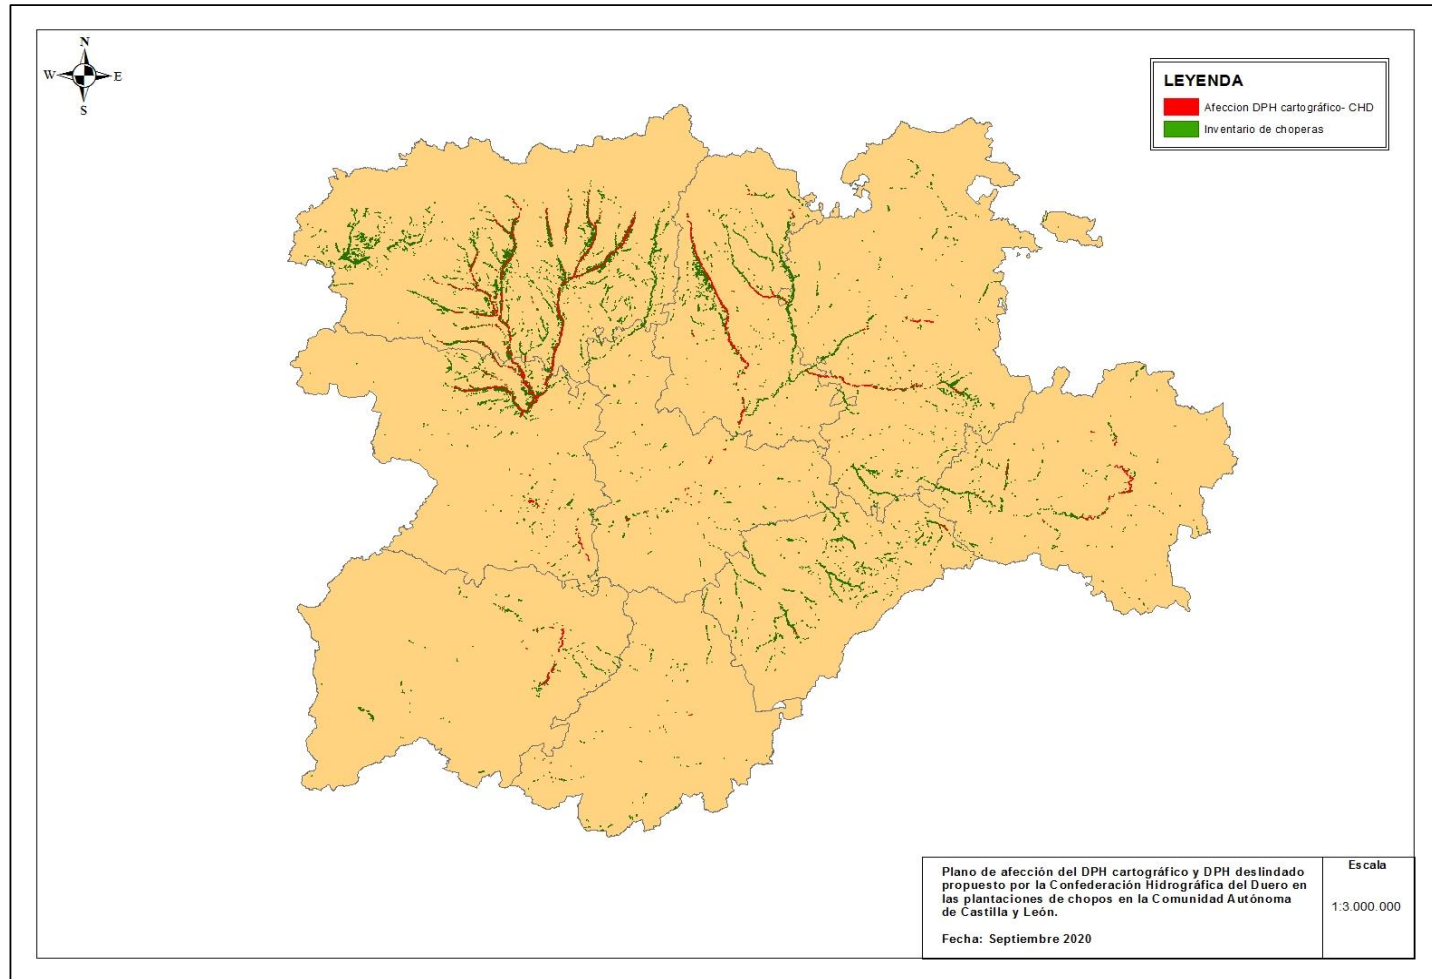 N
W
E
S
LEYENDA
Afeccion DPH cartográfico- CHD
Inventario de choperas
Plano de afección del DPH cartográfico y DPH deslindado
propuesto por la Confederación Hidrográfica del Duero en
las plantaciones de chopos en la Comunidad Autónoma
de Castilla y León.
Fecha: Septiembre 2020
Escala
1:3.000.000